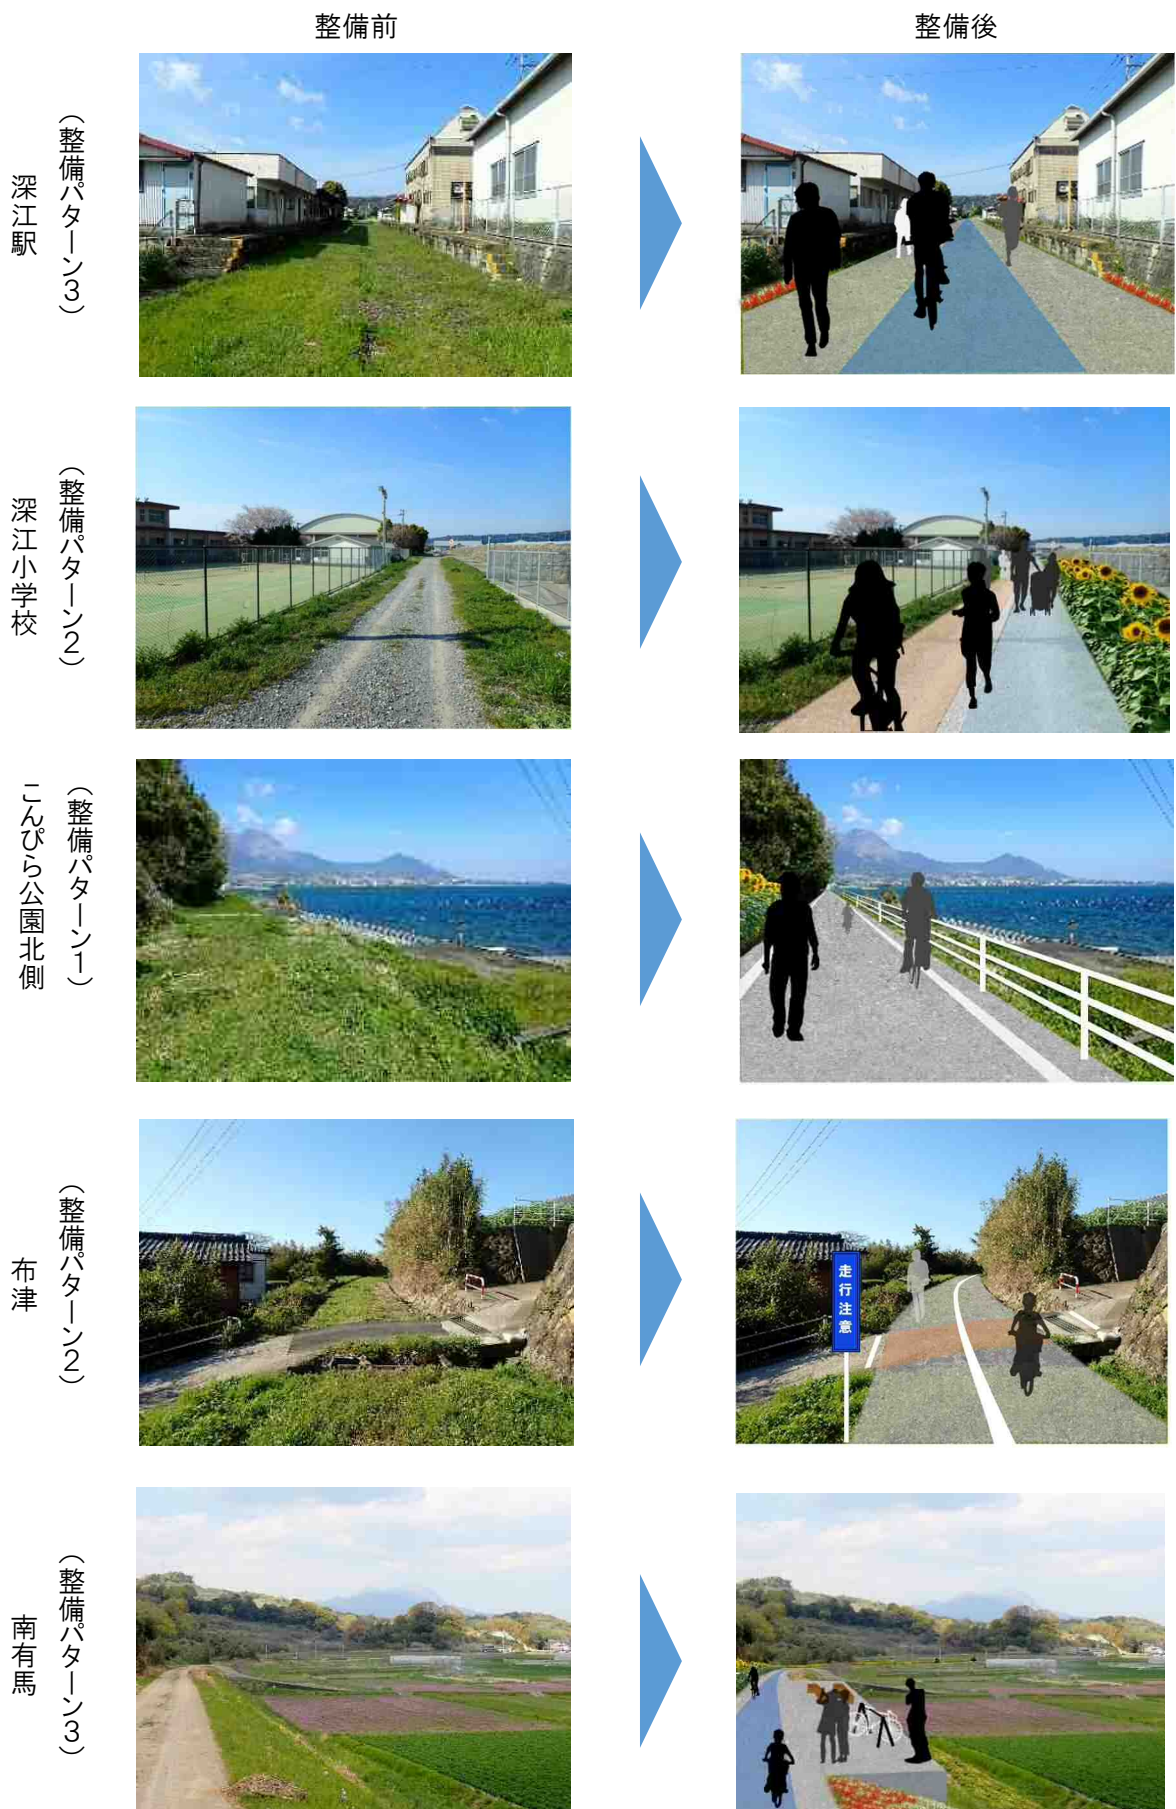 整備前
整備後
(整備パターン3)
深江駅
(整備パターン2)
深江小学校
(整備パターン1)
こんぴら公園北側
(整備パターン2)
布津
走行注意
(整備パターン3)
南有馬